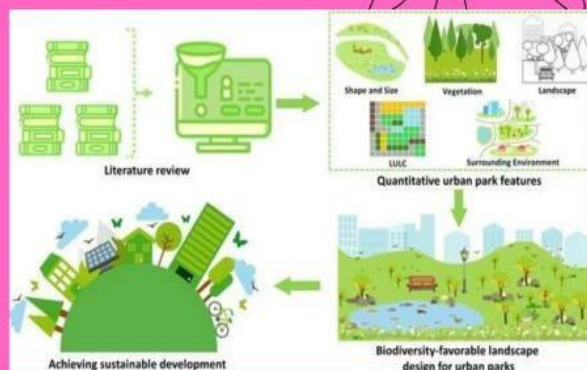 Shape and Size
Vegetation
Landscape
LULC
Surrounding Environment
Literature review
Quantitative urban park features
Achieving sustainable development
Biodiversity-favorable landscape
design for urban parks